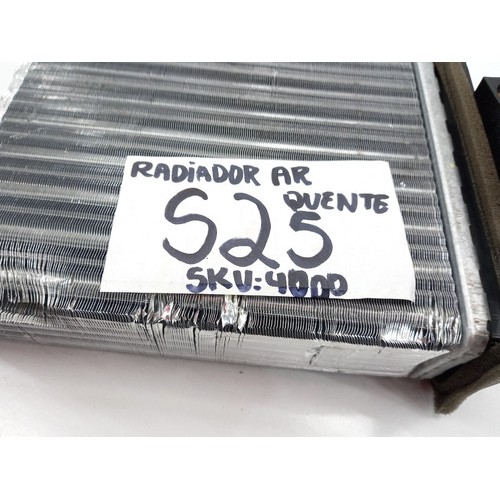 RADiADOR AR
QUENTE
S25
SKU:4000